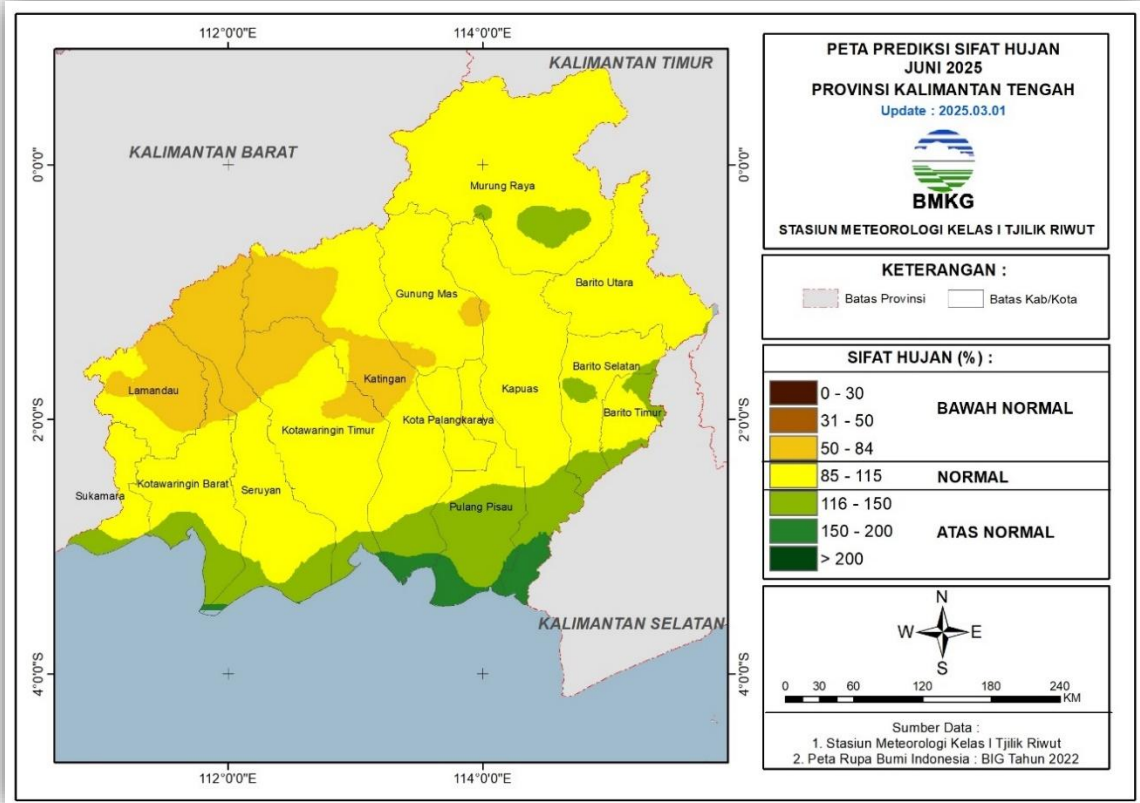 112°0'0"E
114°0'0"E
KALIMANTAN TIMUR
KALIMANTAN BARAT
0°0'0"
0°0'0"
Murung Raya
Barito Utara
Gunung Mas
Barito Selatan
Lamandau
Katingan
Kapuas
Barito Timur
2°0'0"S
2°0'0"S
Kotawaringin Timur
Kota Palangkaraya
Sukamara
Kotawaringin Barat
Seruyan
Pulang Pisau
KALIMANTAN SELATAN
4°0'0"S
4°0'0"S
112°0'0"E
114°0'0"E
PETA PREDIKSI SIFAT HUJAN
JUNI 2025
PROVINSI KALIMANTAN TENGAH
Update : 2025.03.01
BMKG
STASIUN METEOROLOGI KELAS I TJILIK RIWUT
KETERANGAN :
Batas Provinsi
Batas Kab/Kota
SIFAT HUJAN (%) :
0 - 30
31 - 50
BAWAH NORMAL
50 - 84
85 - 115
NORMAL
116 - 150
150 - 200
ATAS NORMAL
> 200
N
W
E
S
0 30 60 120 180 240
KM
Sumber Data :
1. Stasiun Meteorologi Kelas I Tjilik Riwut
2. Peta Rupa Bumi Indonesia : BIG Tahun 2022